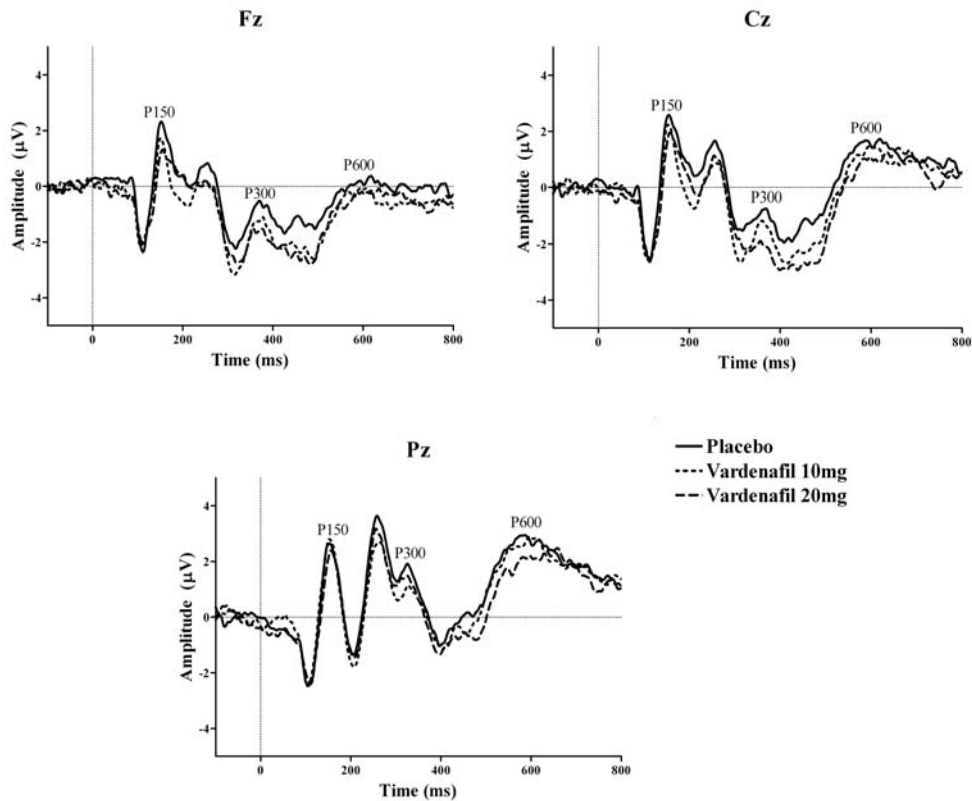 Fz
4
2
0
-2
-4
Amplitude (µV)
P150
P300
P600
0
200
400
600
800
Time (ms)
Cz
4
2
0
-2
-4
Amplitude (µV)
P150
P300
P600
0
200
400
600
800
Time (ms)
Pz
4
2
0
-2
-4
Amplitude (µV)
P150
P300
P600
0
200
400
600
800
Time (ms)
Placebo
Vardenafil 10mg
Vardenafil 20mg